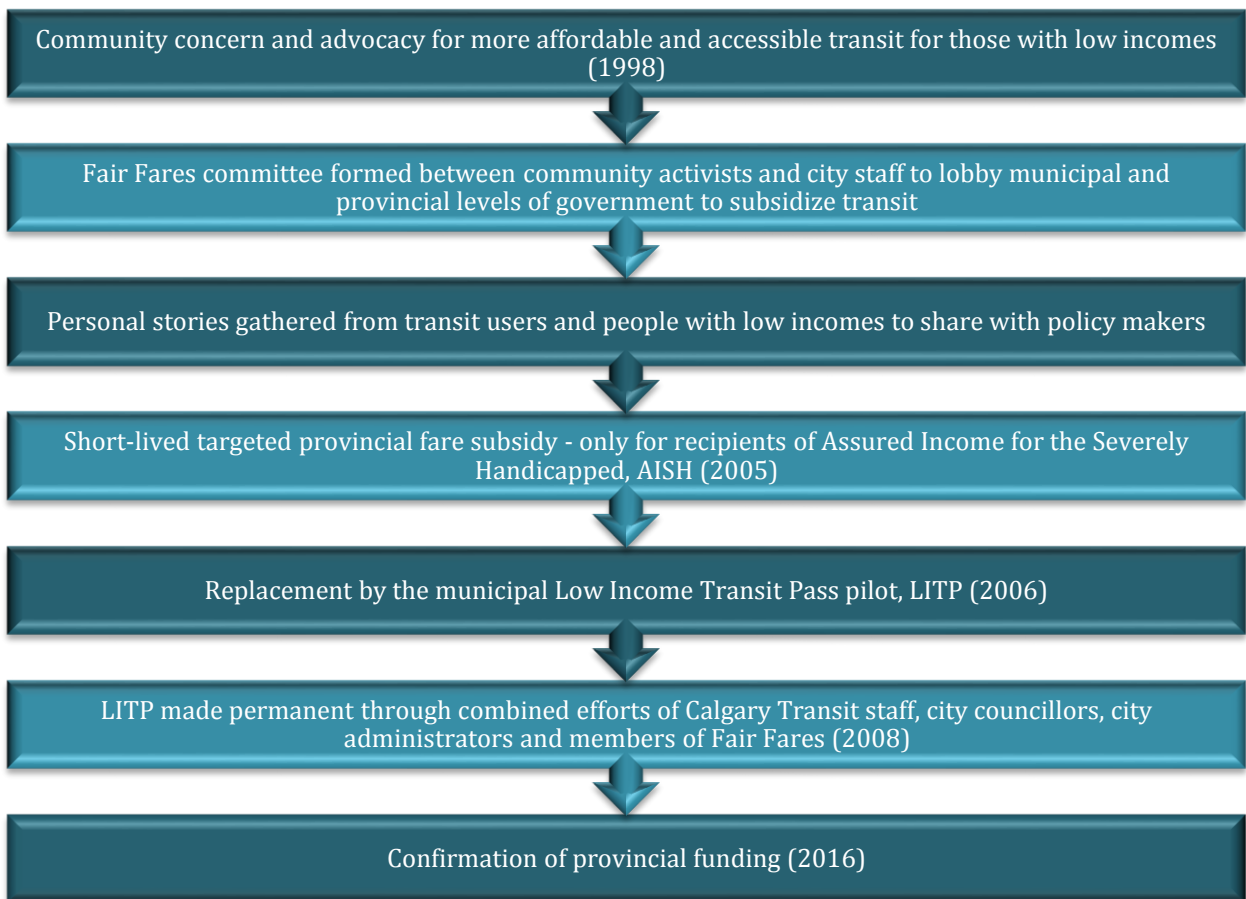 Community concern and advocacy for more affordable and accessible transit for those with low incomes
(1998)
Fair Fares committee formed between community activists and city staff to lobby municipal and
provincial levels of government to subsidize transit
Personal stories gathered from transit users and people with low incomes to share with policy makers
Short-lived targeted provincial fare subsidy - only for recipients of Assured Income for the Severely
Handicapped, AISH (2005)
Replacement by the municipal Low Income Transit Pass pilot, LITP (2006)
LITP made permanent through combined efforts of Calgary Transit staff, city councillors, city
administrators and members of Fair Fares (2008)
Confirmation of provincial funding (2016)